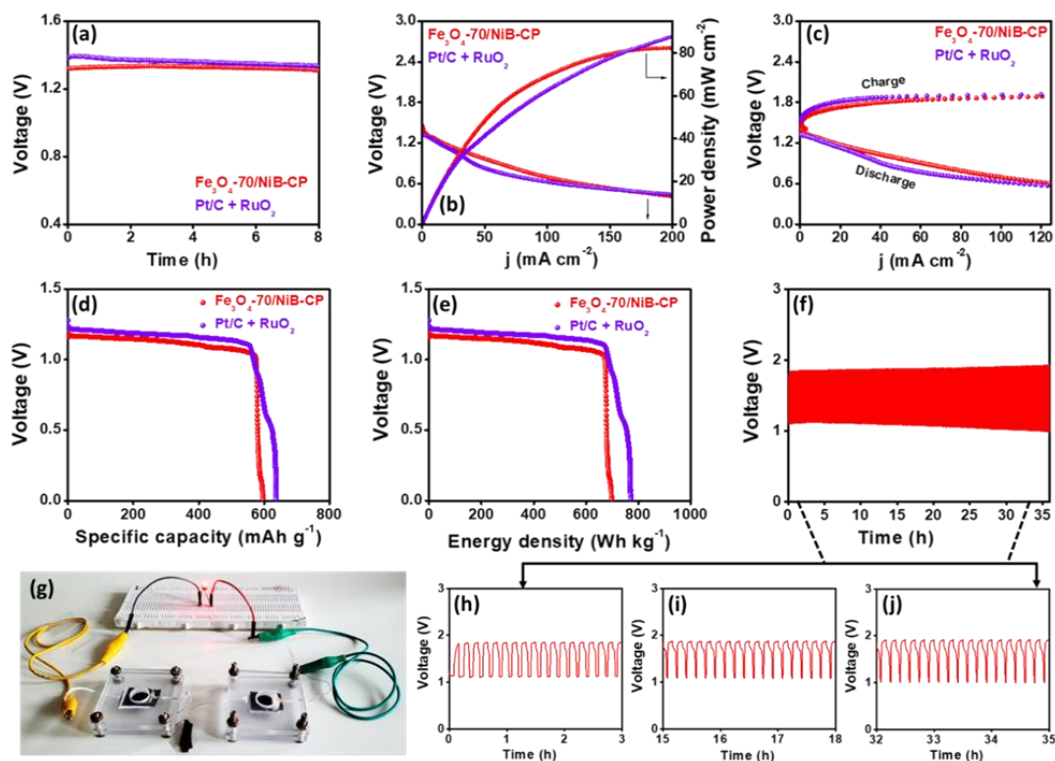 (a)
Voltage (V)
1.6
1.2
0.8
0.4
Fe₃O₄-70/NiB-CP
Pt/C + RuO₂
0 2 4 6 8
Time (h)
(b)
Voltage (V)
3.0
2.4
1.8
1.2
0.6
0.0
Fe₃O₄-70/NiB-CP
Pt/C + RuO₂
0 50 100 150 200
j (mA cm⁻²)
Power density (mW cm⁻²)
80
60
40
20
0
(c)
Voltage (V)
3.0
2.4
1.8
1.2
0.6
0.0
Fe₃O₄-70/NiB-CP
Pt/C + RuO₂
Charge
Discharge
0 20 40 60 80 100 120
j (mA cm⁻²)
(d)
Voltage (V)
1.5
1.0
0.5
0.0
Fe₃O₄-70/NiB-CP
Pt/C + RuO₂
0 200 400 600 800
Specific capacity (mAh g⁻¹)
(e)
Voltage (V)
1.5
1.0
0.5
0.0
Fe₃O₄-70/NiB-CP
Pt/C + RuO₂
0 200 400 600 800 1000
Energy density (Wh kg⁻¹)
(f)
Voltage (V)
3
2
1
0
0 5 10 15 20 25 30 35
Time (h)
(g)
(h)
Voltage (V)
3
2
1
0
0 1 2 3
Time (h)
(i)
Voltage (V)
3
2
1
0
15 16 17 18
Time (h)
(j)
Voltage (V)
3
2
1
0
32 33 34 35
Time (h)